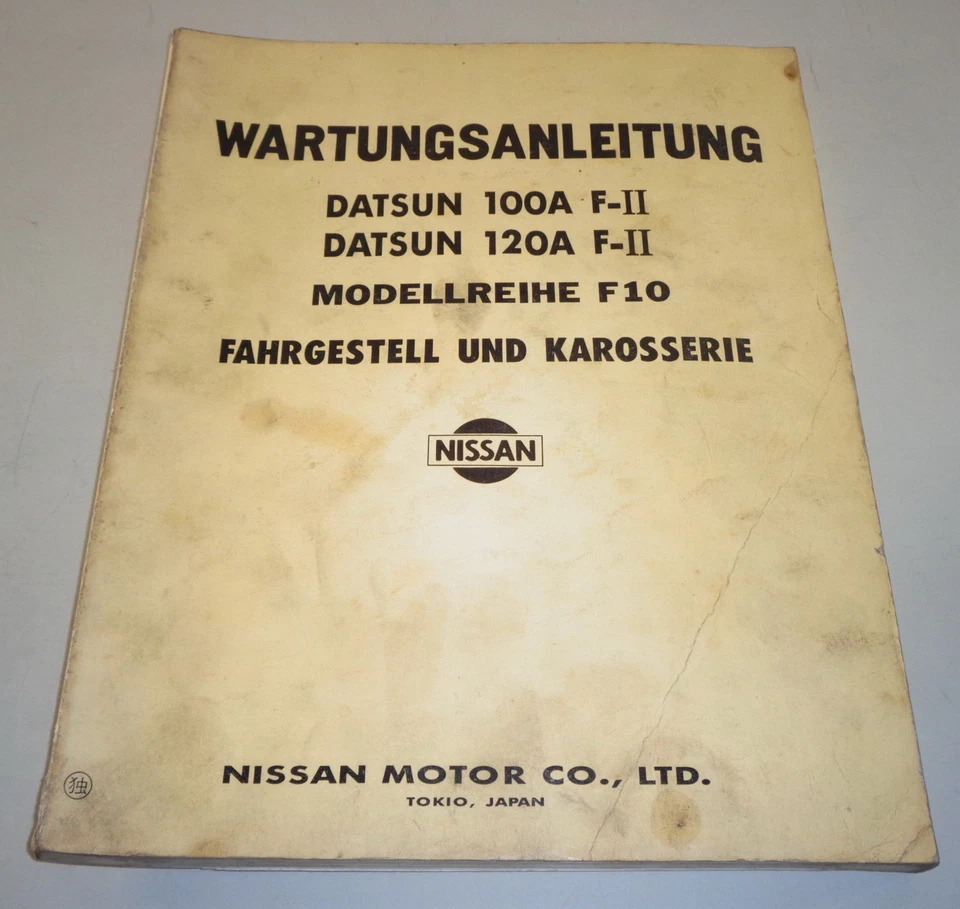 WARTUNGSANLEITUNG
DATSUN 100A F-II
DATSUN 120A F-II
MODELLREIHE F10
FAHRGESTELL UND KAROSSERIE
NISSAN
NISSAN MOTOR CO., LTD.
TOKIO, JAPAN
独